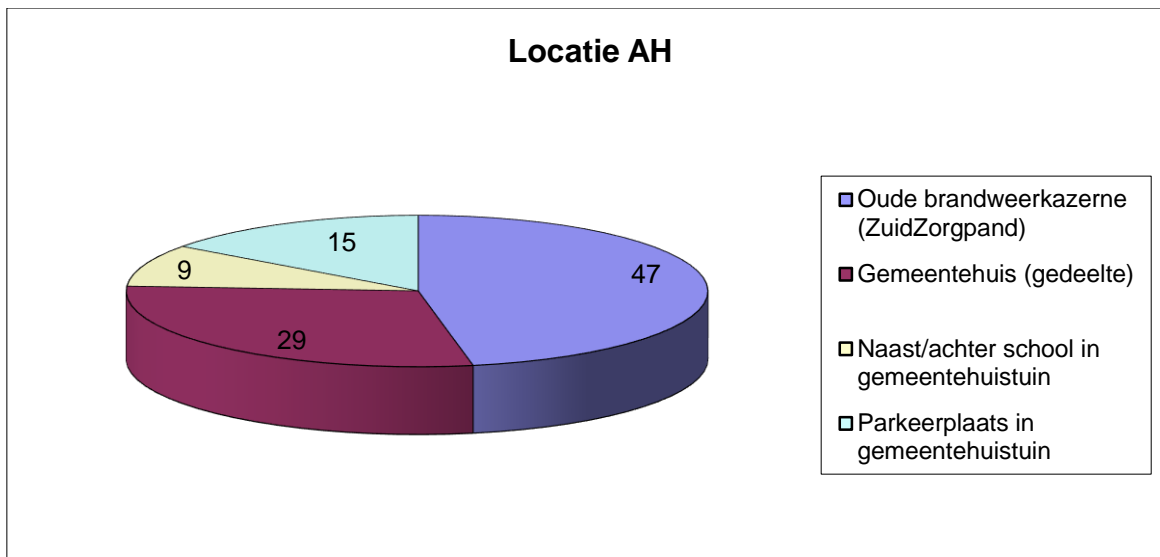 Locatie AH
15
47
9
29
Oude brandweerkazerne
(ZuidZorgpand)
Gemeentehuis (gedeelte)
Naast/achter school in
gemeentehuistuin
Parkeerplaats in
gemeentehuistuin